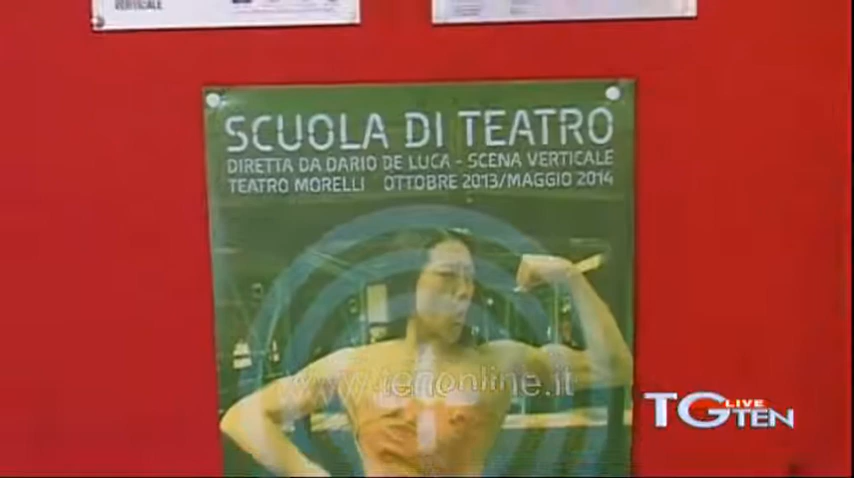 VERTICALE
SCUOLA DI TEATRO
DIRETTA DA DARIO DE LUCA - SCENA VERTICALE
TEATRO MORELLI OTTOBRE 2013/MAGGIO 2014
www.tenonline.it
TG LIVE TEN